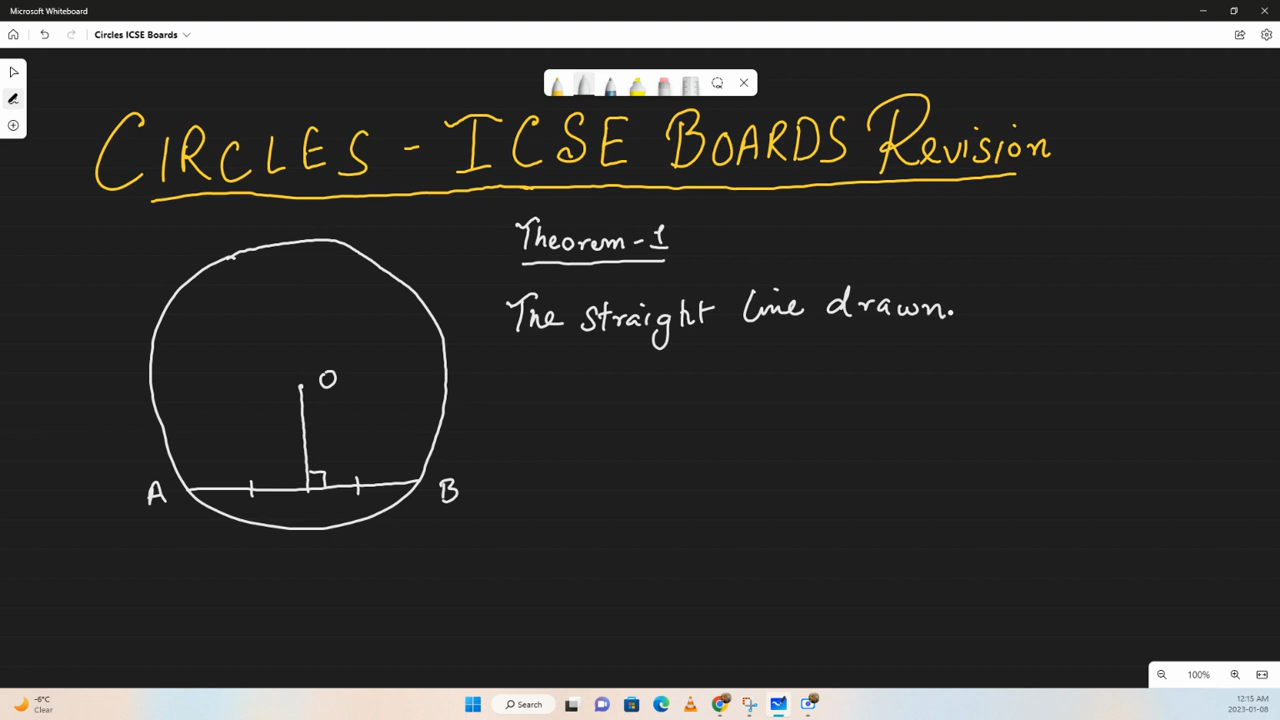 Microsoft Whiteboard
Circles ICSE Boards
CIRCLES - ICSE BOARDS Revision
Theorem - 1
The straight line drawn.
O
A
B
100%
-6°C
Clear
Search
12:15 AM
2023-01-08